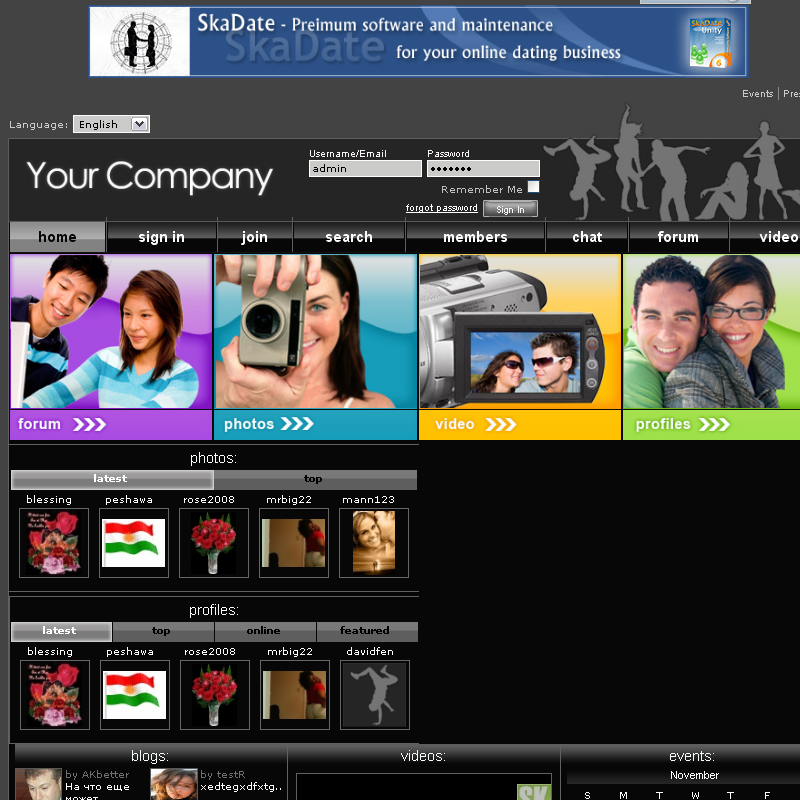 SkaDate - Preimum software and maintenance
SkaDate
for your online dating business
SkaDate
Unity
6
Events
Language:
English
Username/Email
Password
admin
•••••••
Your Company
Remember Me
forgot password
Sign In
home
sign in
join
search
members
chat
forum
video
forum
photos
video
profiles
photos:
latest
top
blessing
peshawa
rose2008
mrbig22
mann123
profiles:
latest
top
online
featured
blessing
peshawa
rose2008
mrbig22
davidfen
blogs:
videos:
events:
by AKbetter
На что еще
может
by testR
xedtegxdfxtg..
SK
November
S M T W T F